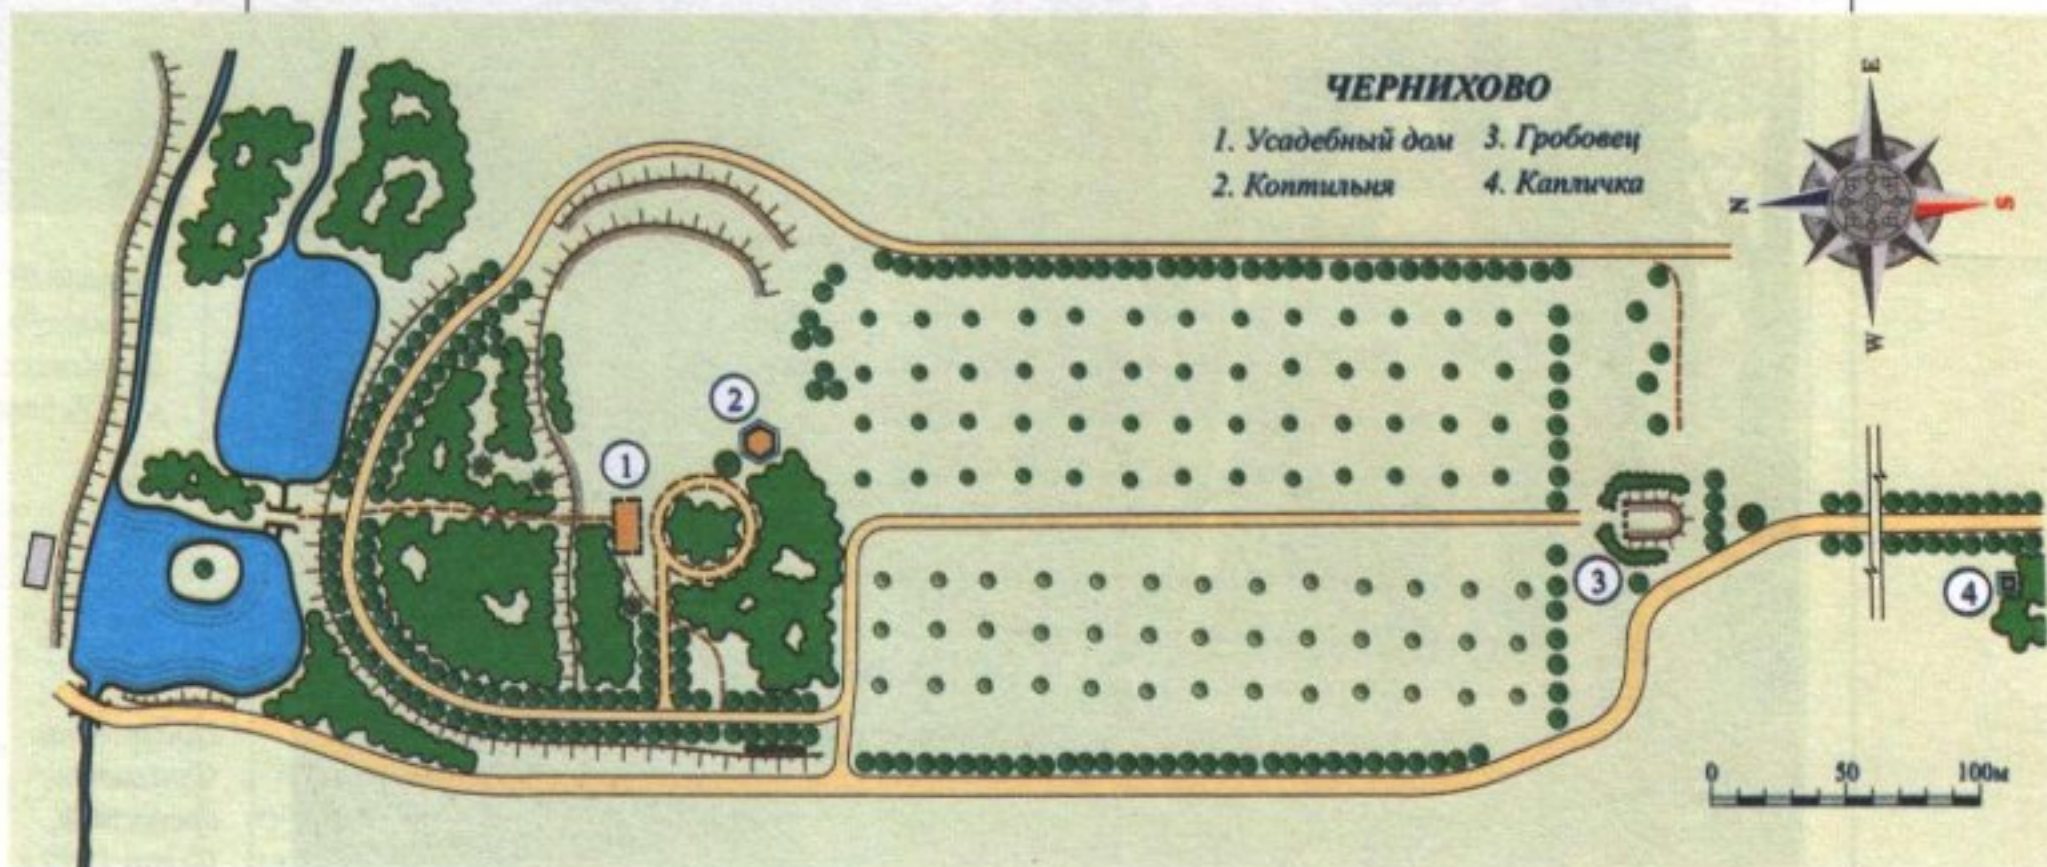 ЧЕРНИХОВО
1. Усадебный дом 3. Гробовец
2. Коптильня 4. Капличка
E
N
S
W
2
1
3
4
0 50 100м